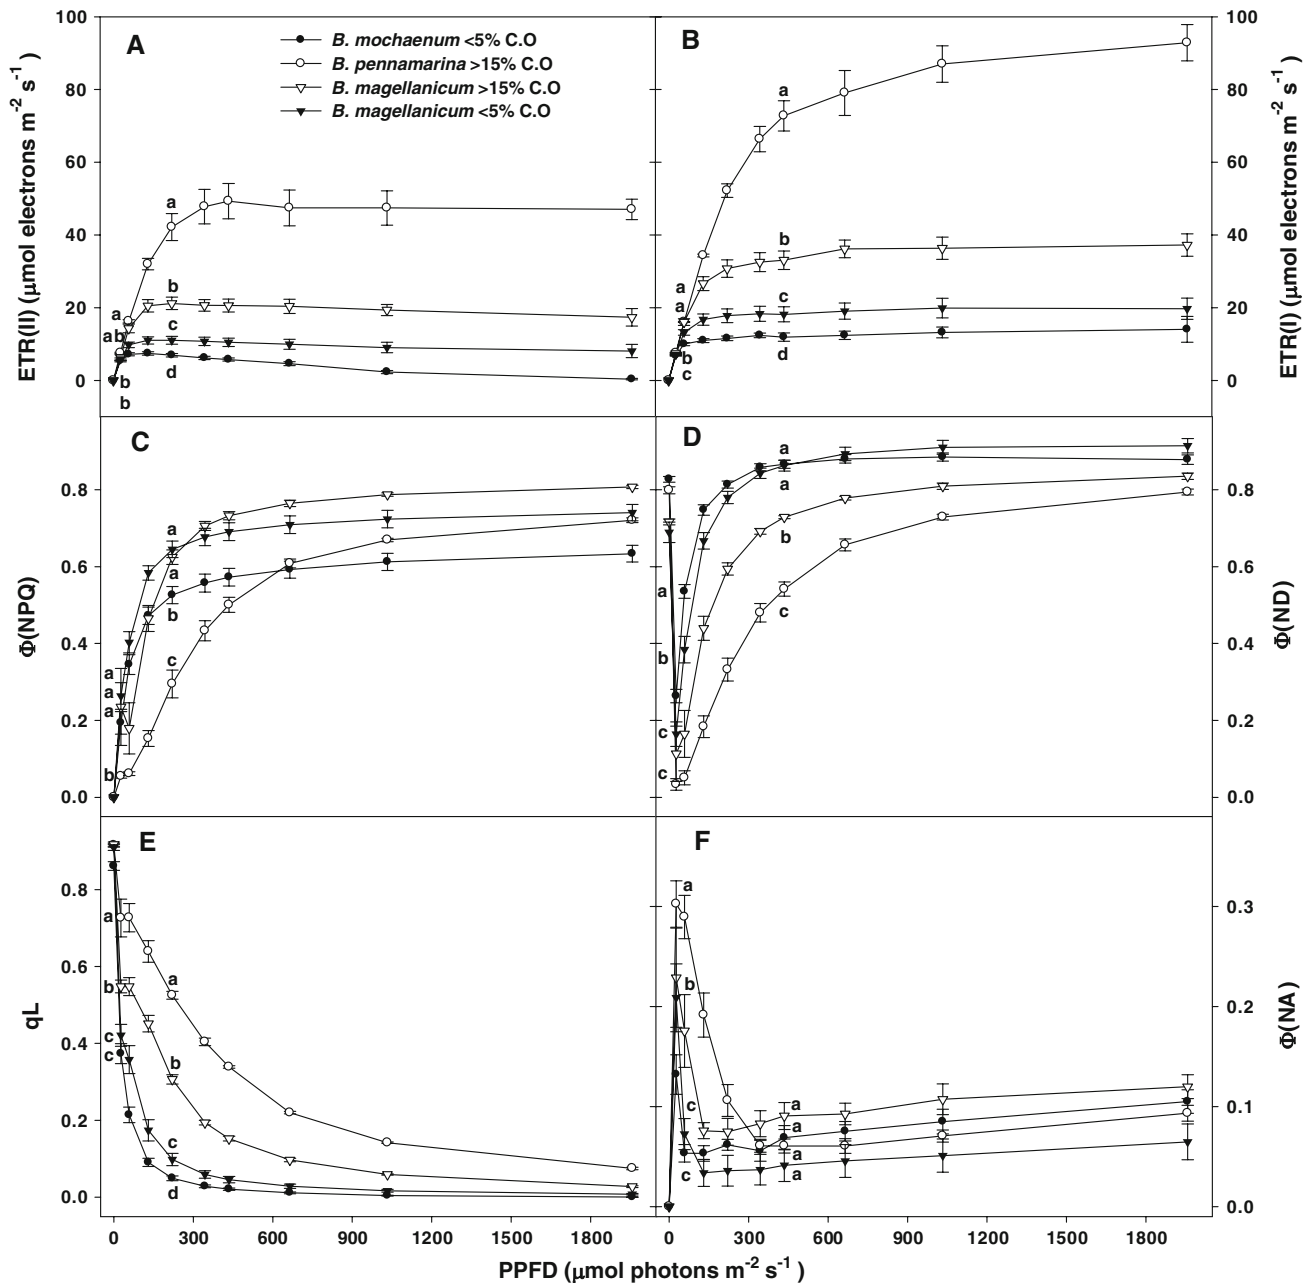 100
80
60
40
20
0
ETR(II) (μmol electrons m-2 s-1)
A
B. mochaenum <5% C.O
B. pennamarina >15% C.O
B. magellanicum >15% C.O
B. magellanicum <5% C.O
a
b
c
d
a
a b
b
b
B
a
b
c
d
a
a
b
c
100
80
60
40
20
0
ETR(I) (μmol electrons m-2 s-1)
C
0.8
0.6
0.4
0.2
0.0
Φ(NPQ)
a
a
b
c
a
a
a
b
D
a
a
b
c
a
b
c
c
0.8
0.6
0.4
0.2
0.0
Φ(ND)
E
0.8
0.6
0.4
0.2
0.0
qL
a
b
c
c
a
b
c
d
F
a
b
c
c
a
a
a
a
0.3
0.2
0.1
0.0
Φ(NA)
0 300 600 900 1200 1500 1800
0 300 600 900 1200 1500 1800
PPFD (μmol photons m-2 s-1)